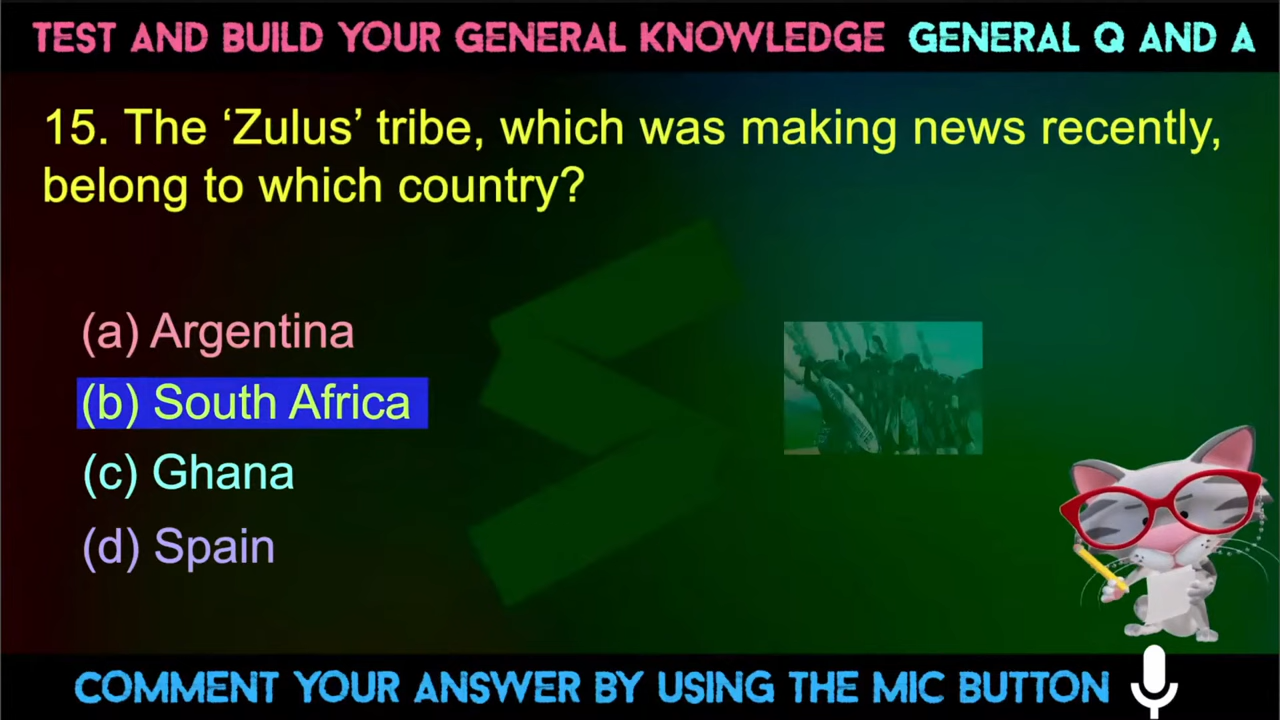 TEST AND BUILD YOUR GENERAL KNOWLEDGE GENERAL Q AND A
15. The ‘Zulus’ tribe, which was making news recently,
belong to which country?
(a) Argentina
(b) South Africa
(c) Ghana
(d) Spain
COMMENT YOUR ANSWER BY USING THE MIC BUTTON